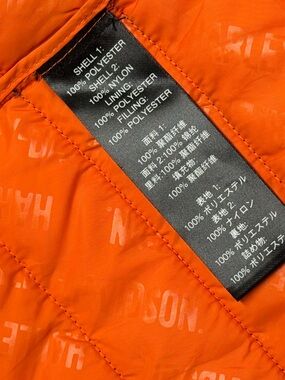 SHELL 1:
100% POLYESTER
SHELL 2:
100% NYLON
LINING:
100% POLYESTER
FILLING:
100% POLYESTER
面料 1:
100% 聚酯纤维
面料 2:100% 锦纶
里料:100% 聚酯纤维
填充物:
100% 聚酯纤维
表地 1:
100% ポリエステル
表地 2:
100% ナイロン
裏地:
100% ポリエステル
詰め物:
100% ポリエステル